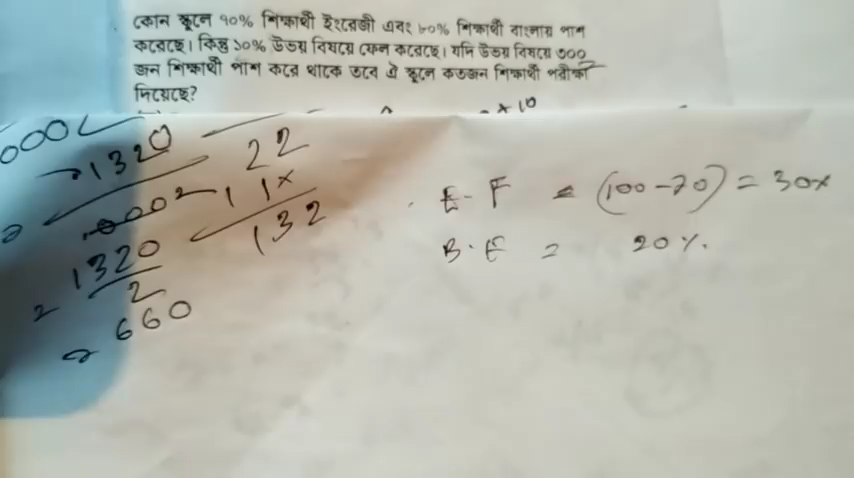 কোন স্কুলে ৭০% শিক্ষার্থী ইংরেজী এবং ৮০% শিক্ষার্থী বাংলায় পাশ
করেছে। কিন্তু ১০% উভয় বিষয়ে ফেল করেছে। যদি উভয় বিষয়ে ৩০০
জন শিক্ষার্থী পাশ করে থাকে তবে ঐ স্কুলে কতজন শিক্ষার্থী পরীক্ষা
দিয়েছে?
× 10
1320
22
11×
132
1320
2
= 660
E. F = (100-70) = 30%
B. F = 20%.